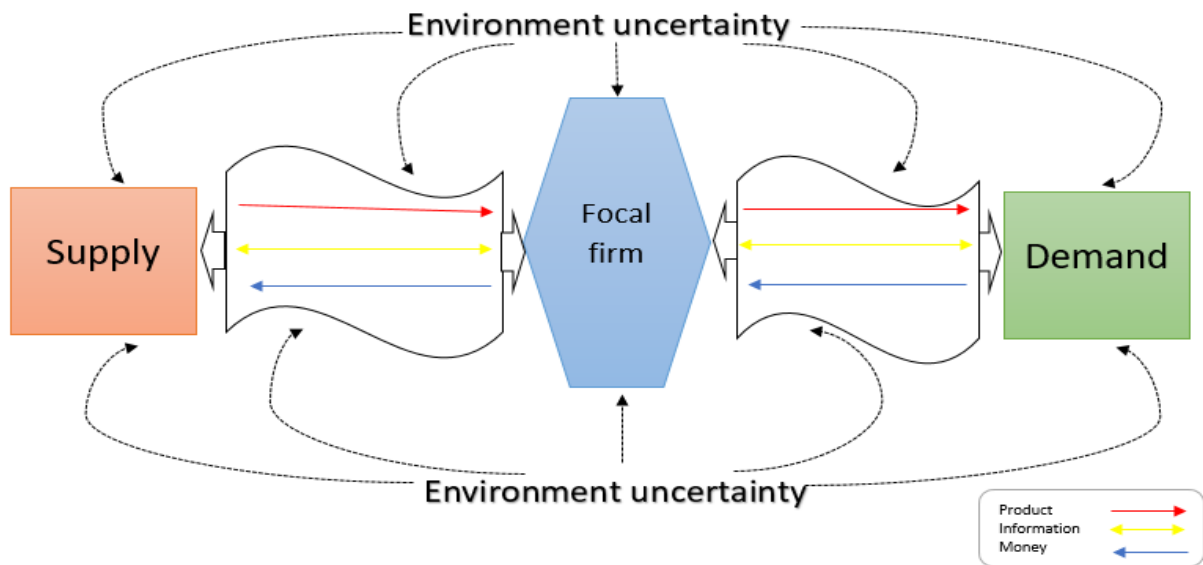 Environment uncertainty
Supply
Focal
firm
Demand
Environment uncertainty
Product
Information
Money